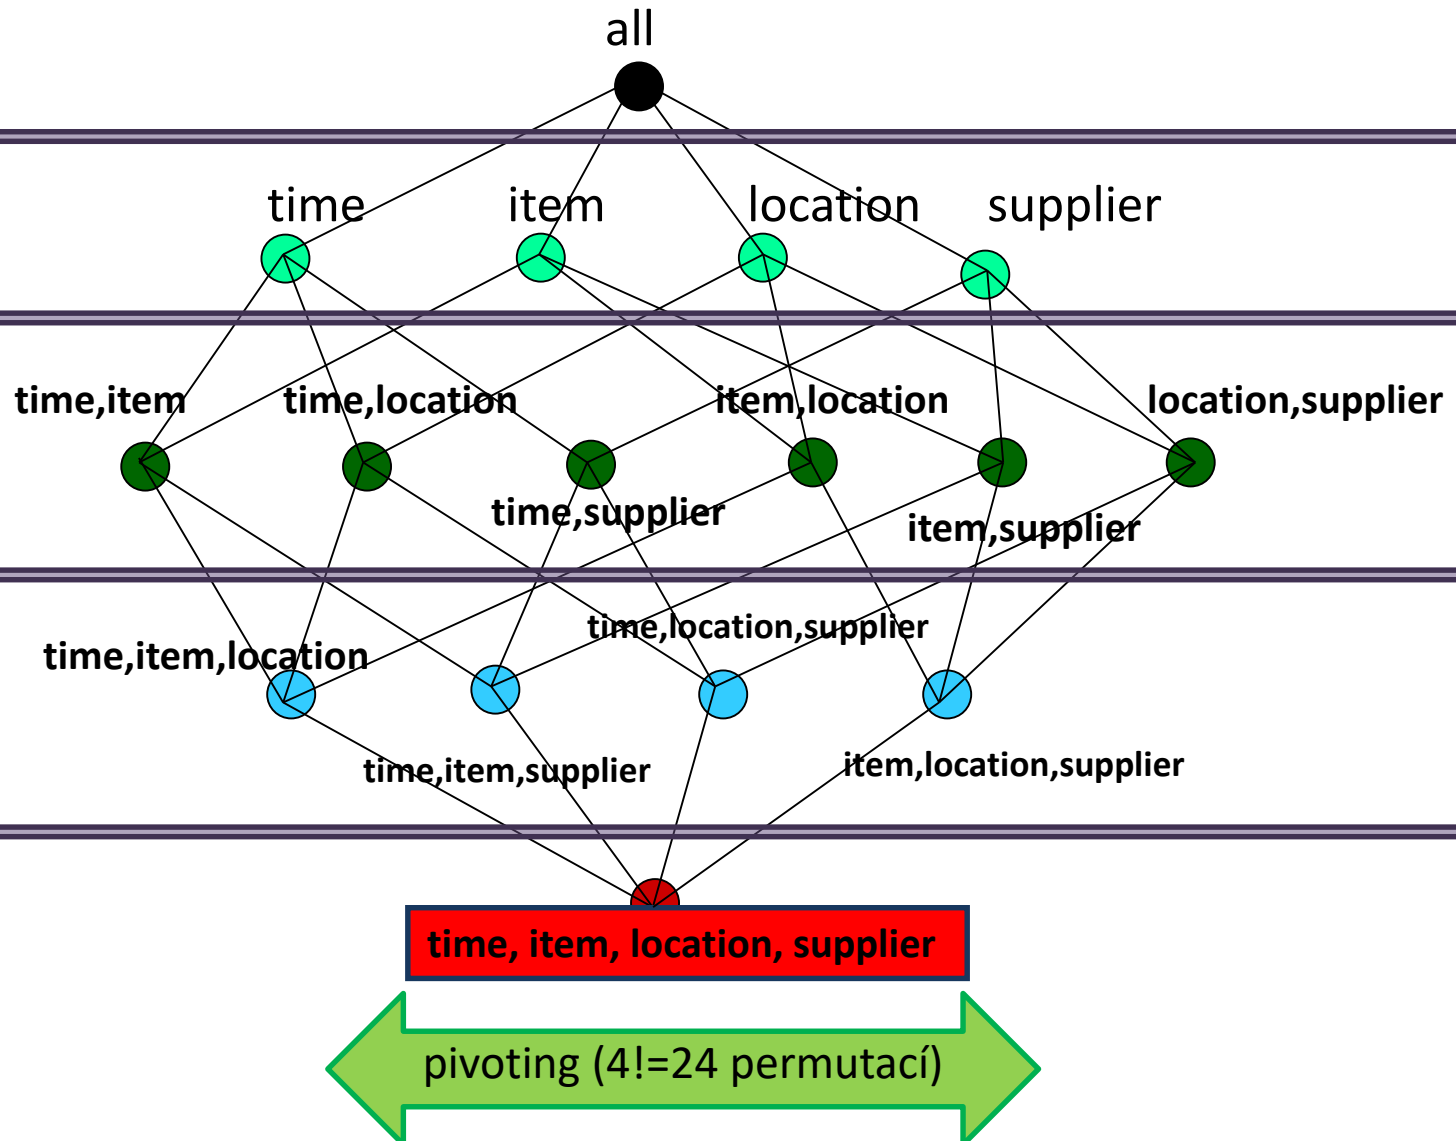 all
time
item
location
supplier
time,item
time,location
item,location
location,supplier
time,supplier
item,supplier
time,location,supplier
time,item,location
time,item,supplier
item,location,supplier
time, item, location, supplier
pivoting (4!=24 permutací)